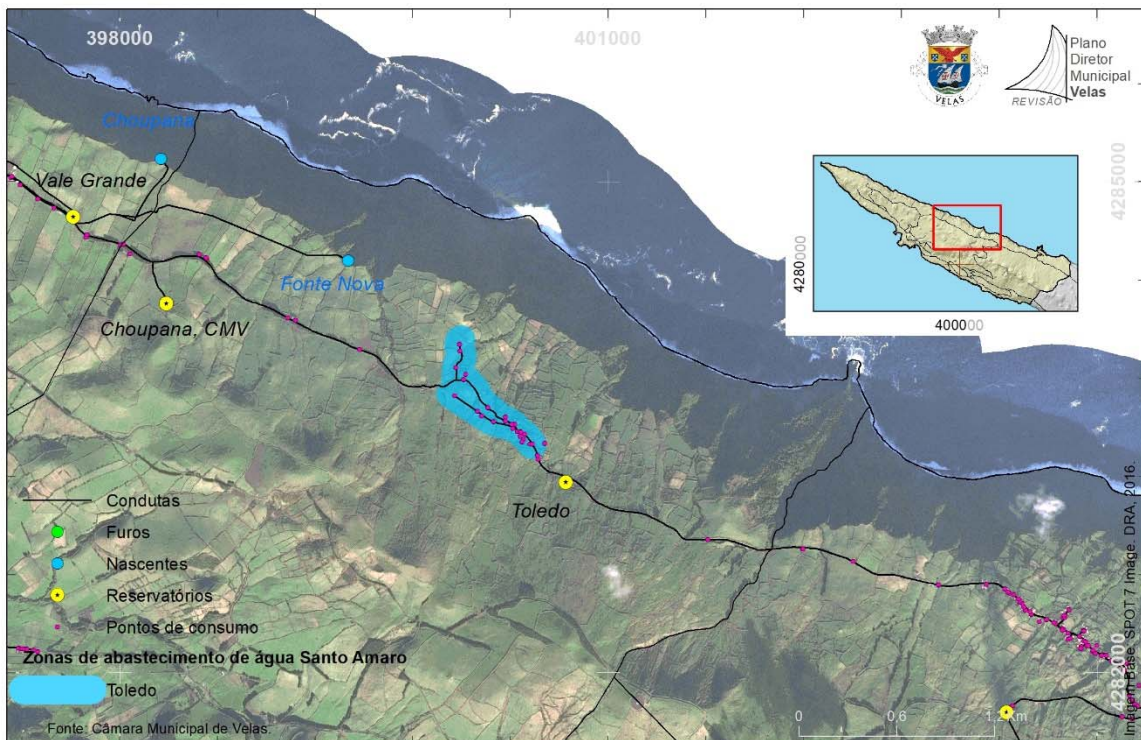 398000
401000
VELAS
REVISÃO
Plano
Diretor
Municipal
Velas
4285000
4280000
400000
Choupana
Vale Grande
Fonte Nova
Choupana, CMV
Toledo
Condutas
Furos
Nascentes
Reservatórios
Pontos de consumo
Zonas de abastecimento de água Santo Amaro
Toledo
Fonte: Câmara Municipal de Velas.
0
0,6
1,2 Km
4282000
Imagem Base: SPOT 7 Image. DRA, 2016.